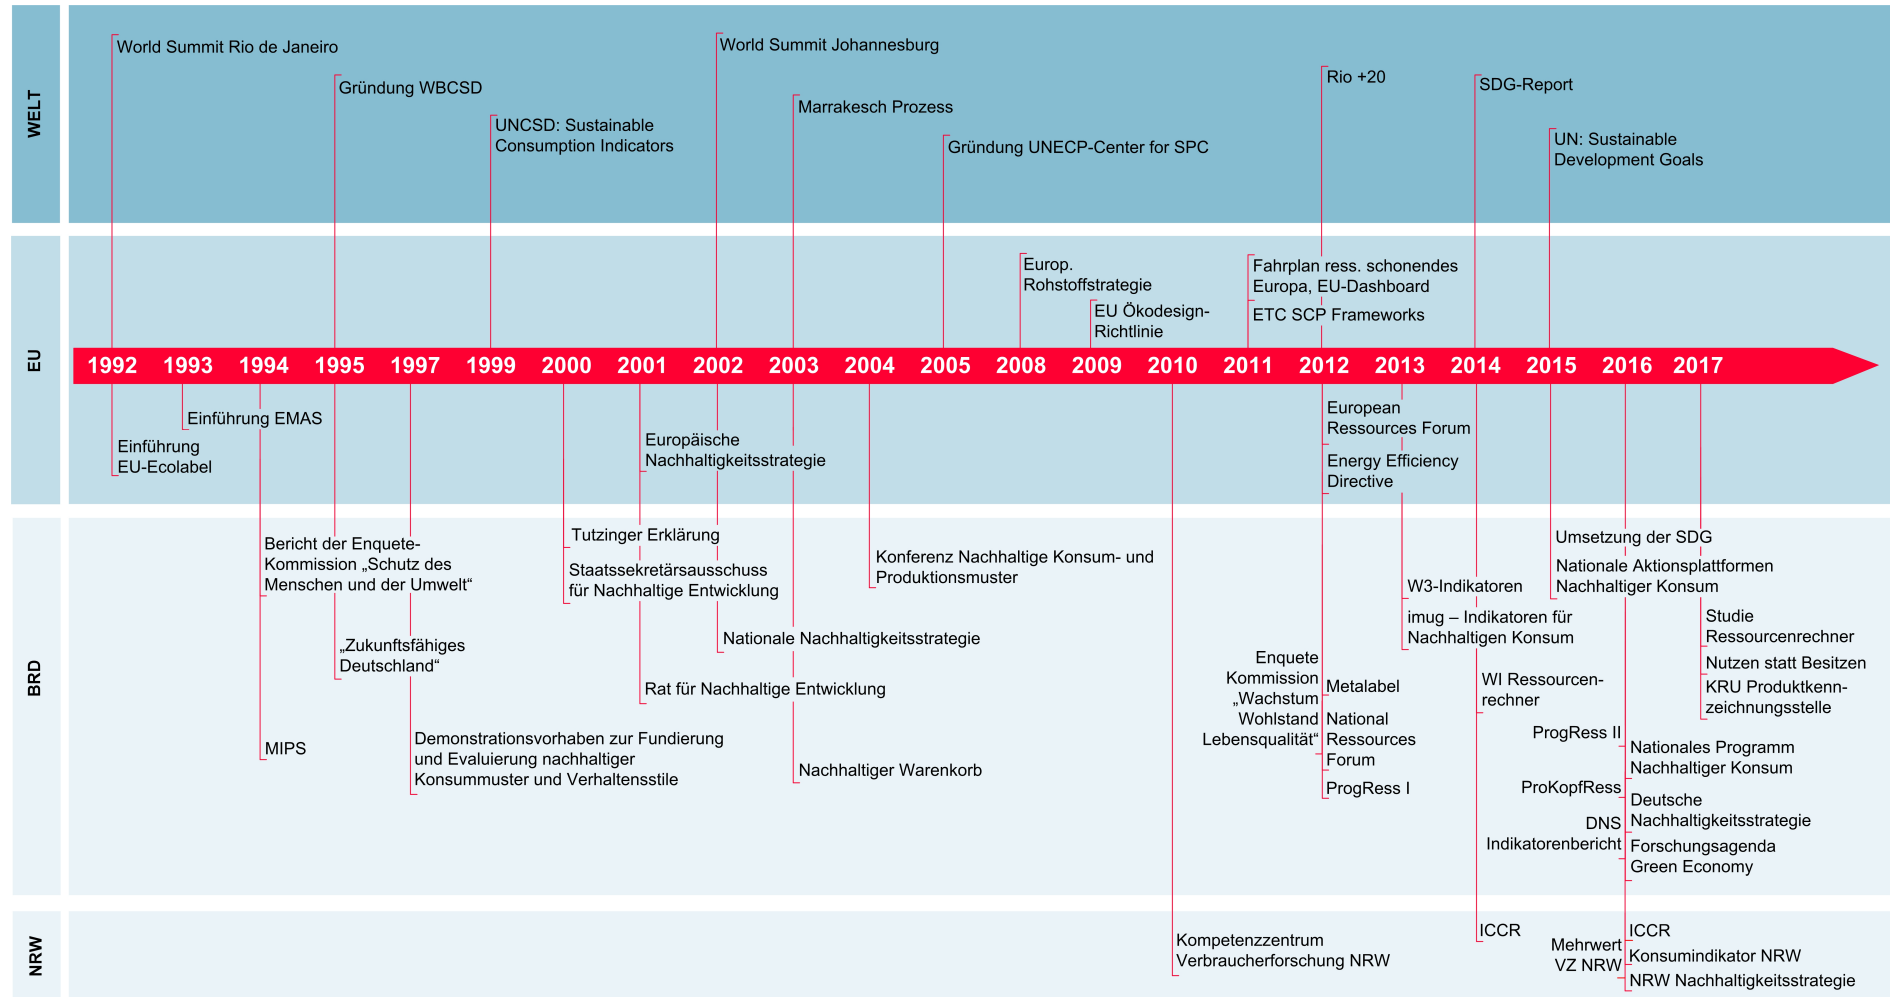 WELT
World Summit Rio de Janeiro
Gründung WBCSD
UNCSD: Sustainable
Consumption Indicators
World Summit Johannesburg
Marrakesch Prozess
Gründung UNECP-Center for SPC
Rio +20
SDG-Report
UN: Sustainable
Development Goals
EU
Europ.
Rohstoffstrategie
EU Ökodesign-
Richtlinie
Fahrplan ress. schonendes
Europa, EU-Dashboard
ETC SCP Frameworks
1992 1993 1994 1995 1997 1999 2000 2001 2002 2003 2004 2005 2008 2009 2010 2011 2012 2013 2014 2015 2016 2017
Einführung EMAS
Einführung
EU-Ecolabel
Europäische
Nachhaltigkeitsstrategie
European
Ressources Forum
Energy Efficiency
Directive
BRD
Bericht der Enquete-
Kommission „Schutz des
Menschen und der Umwelt“
„Zukunftsfähiges
Deutschland“
MIPS
Demonstrationsvorhaben zur Fundierung
und Evaluierung nachhaltiger
Konsummuster und Verhaltensstile
Tutzinger Erklärung
Staatssekretärsausschuss
für Nachhaltige Entwicklung
Nationale Nachhaltigkeitsstrategie
Rat für Nachhaltige Entwicklung
Nachhaltiger Warenkorb
Konferenz Nachhaltige Konsum- und
Produktionsmuster
Enquete
Kommission
„Wachstum
Wohlstand
Lebensqualität“
Metalabel
National
Ressources
Forum
ProgRess I
W3-Indikatoren
imug – Indikatoren für
Nachhaltigen Konsum
WI Ressourcen-
rechner
Umsetzung der SDG
Nationale Aktionsplattformen
Nachhaltiger Konsum
Studie
Ressourcenrechner
Nutzen statt Besitzen
KRU Produktkenn-
zeichnungsstelle
ProgRess II
Nationales Programm
Nachhaltiger Konsum
ProKopfRess
Deutsche
Nachhaltigkeitsstrategie
DNS
Indikatorenbericht
Forschungsagenda
Green Economy
NRW
Kompetenzzentrum
Verbraucherforschung NRW
ICCR
Mehrwert
VZ NRW
ICCR
Konsumindikator NRW
NRW Nachhaltigkeitsstrategie